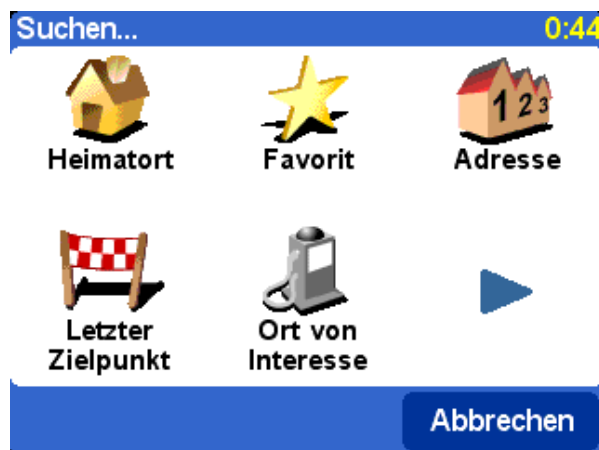 Suchen...
0:44
Heimatort
Favorit
Adresse
1 2 3
Letzter
Zielpunkt
Ort von
Interesse
Abbrechen